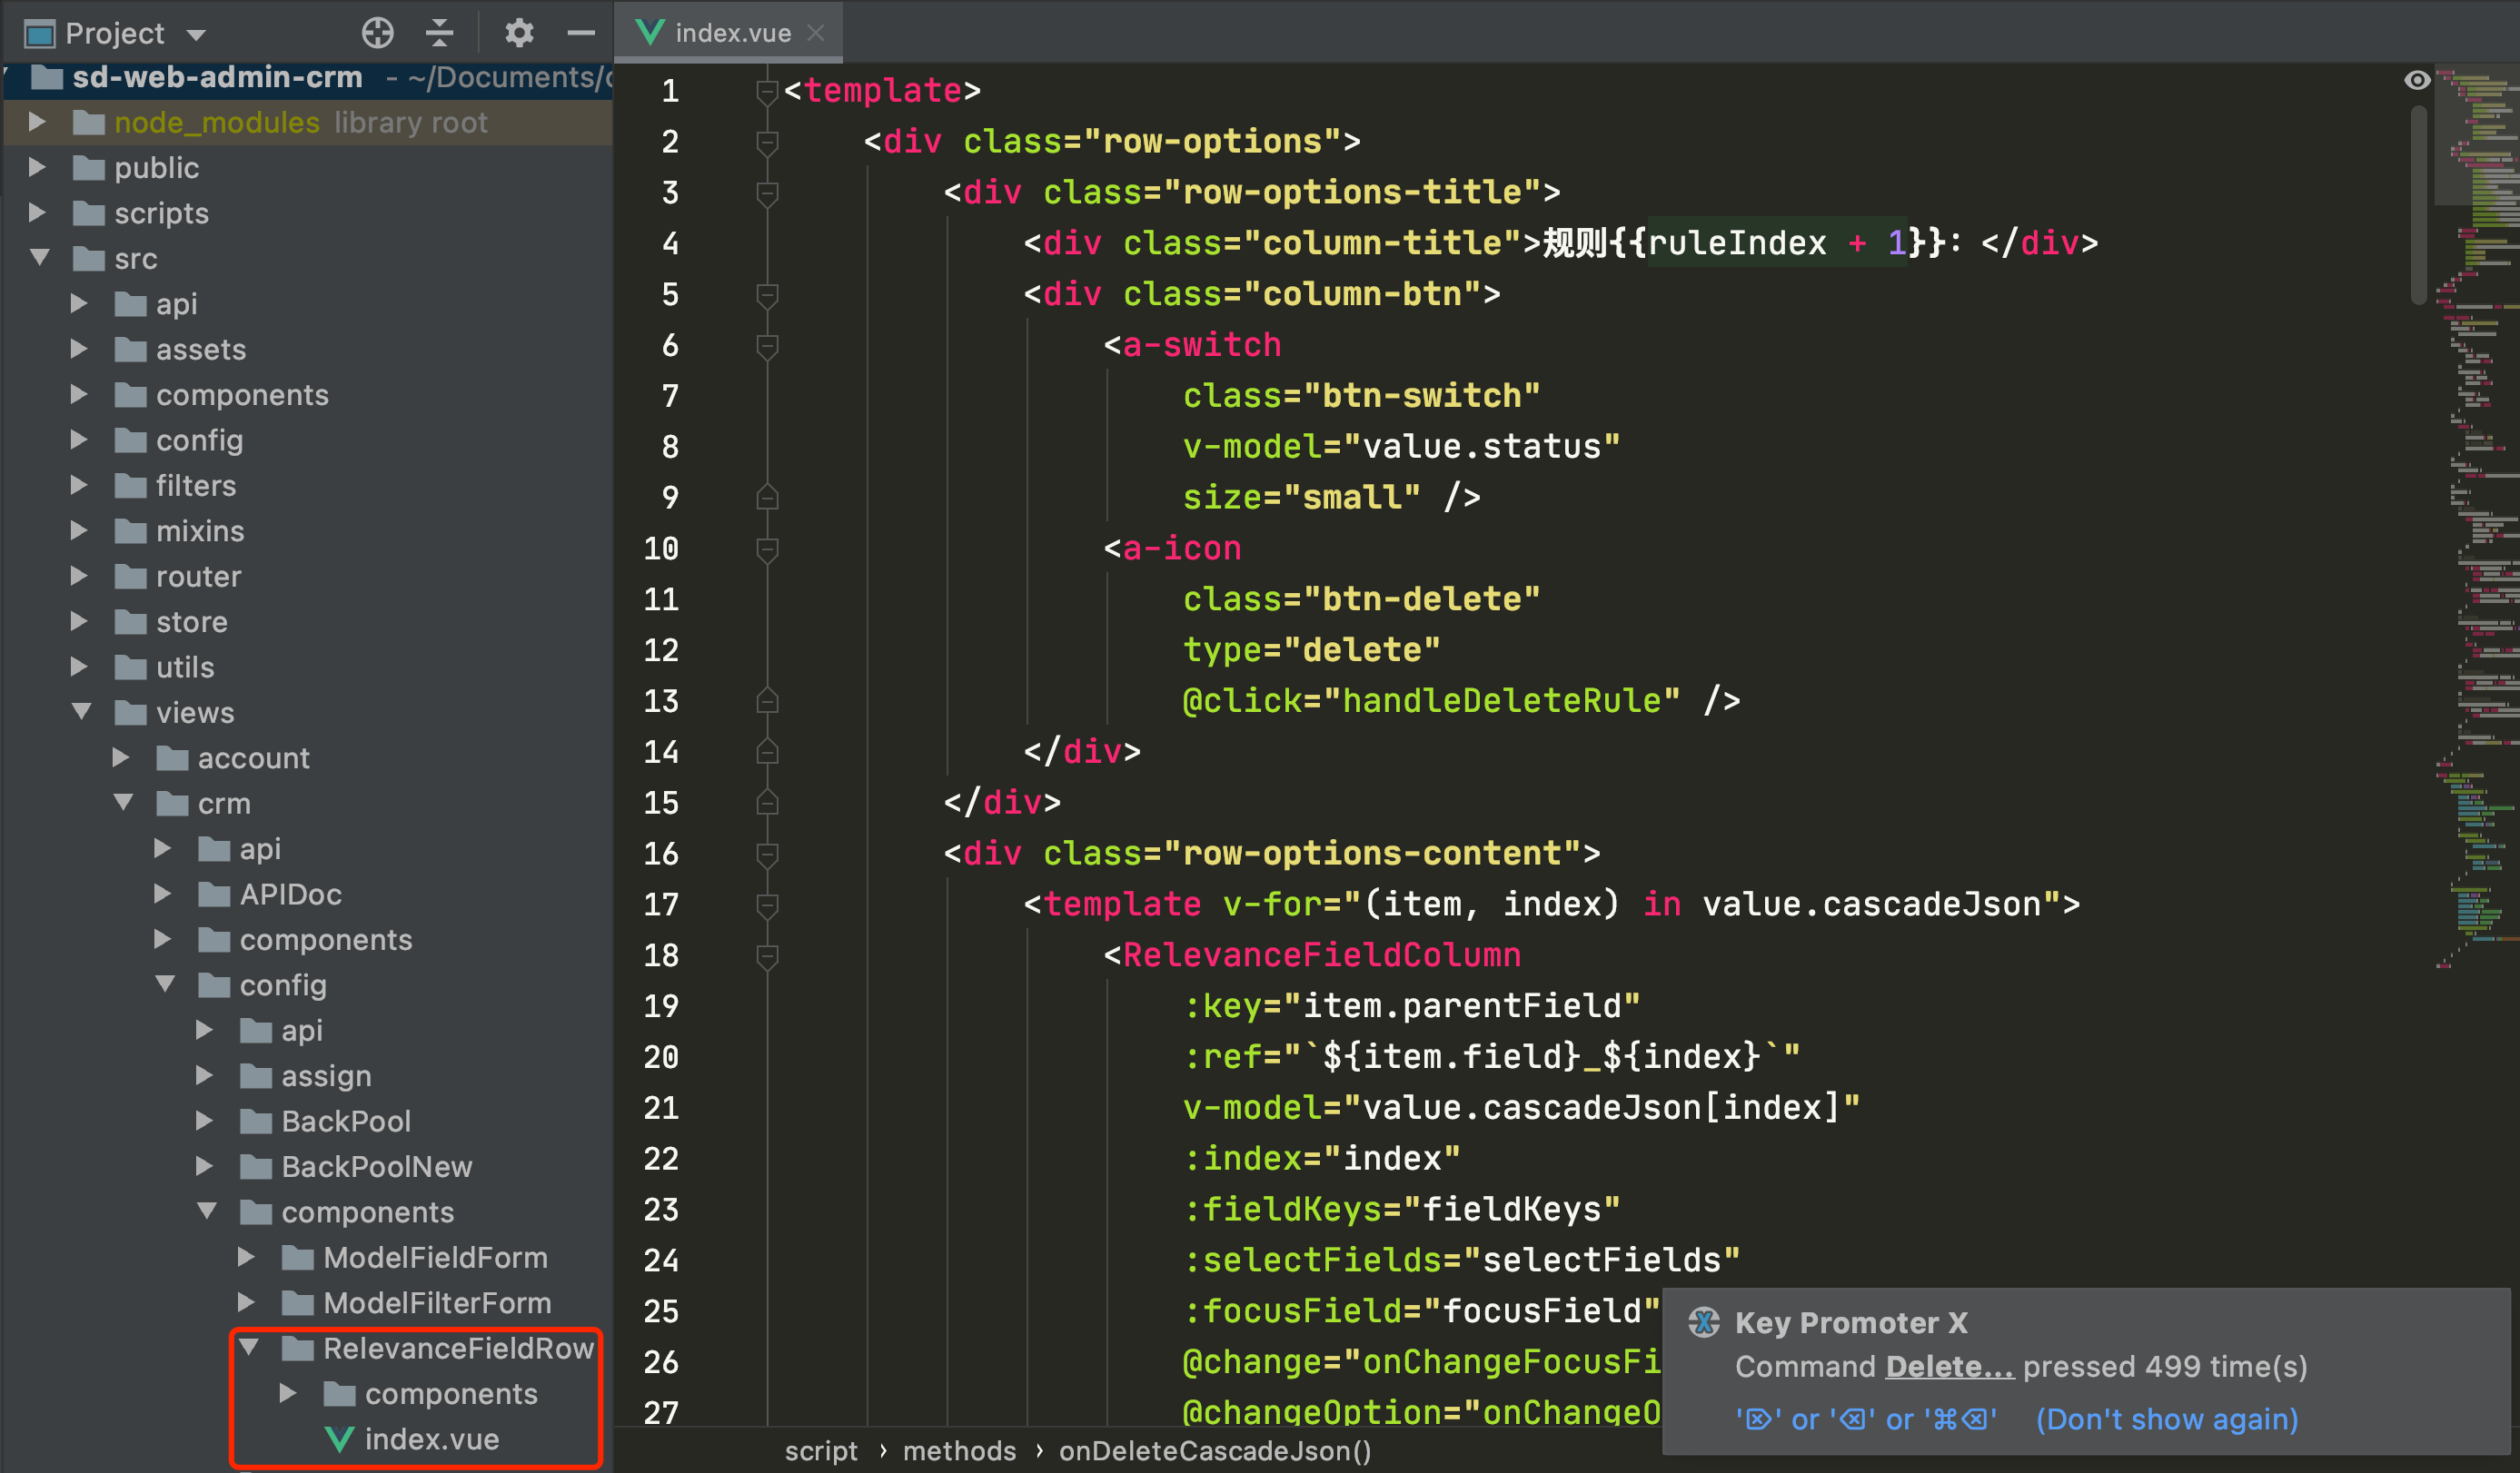 Project
sd-web-admin-crm - ~/Documents/
node_modules library root
public
scripts
src
api
assets
components
config
filters
mixins
router
store
utils
views
account
crm
api
APIDoc
components
config
api
assign
BackPool
BackPoolNew
components
ModelFieldForm
ModelFilterForm
RelevanceFieldRow
components
index.vue
index.vue
1 <template>
2 <div class="row-options">
3 <div class="row-options-title">
4 <div class="column-title">规则{{ruleIndex + 1}}：</div>
5 <div class="column-btn">
6 <a-switch
7 class="btn-switch"
8 v-model="value.status"
9 size="small" />
10 <a-icon
11 class="btn-delete"
12 type="delete"
13 @click="handleDeleteRule" />
14 </div>
15 </div>
16 <div class="row-options-content">
17 <template v-for="(item, index) in value.cascadeJson">
18 <RelevanceFieldColumn
19 :key="item.parentField"
20 :ref="`${item.field}_${index}`"
21 v-model="value.cascadeJson[index]"
22 :index="index"
23 :fieldKeys="fieldKeys"
24 :selectFields="selectFields"
25 :focusField="focusField"
26 @change="onChangeFocusFi
27 @changeOption="onChangeO
script › methods › onDeleteCascadeJson()
Key Promoter X
Command Delete... pressed 499 time(s)
'⌦' or '⌫' or '⌘⌫' (Don't show again)